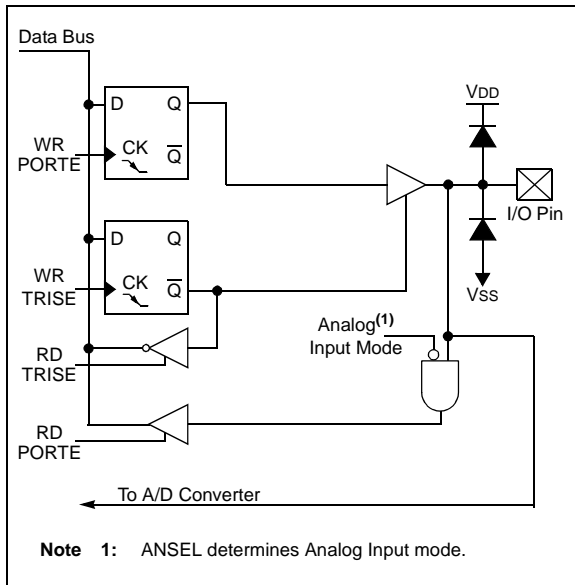 Data Bus
VDD
D Q
WR
PORTE
CK Q
I/O Pin
D Q
WR
TRISE
CK Q
VSS
Analog(1)
Input Mode
RD
TRISE
RD
PORTE
To A/D Converter
Note 1: ANSEL determines Analog Input mode.